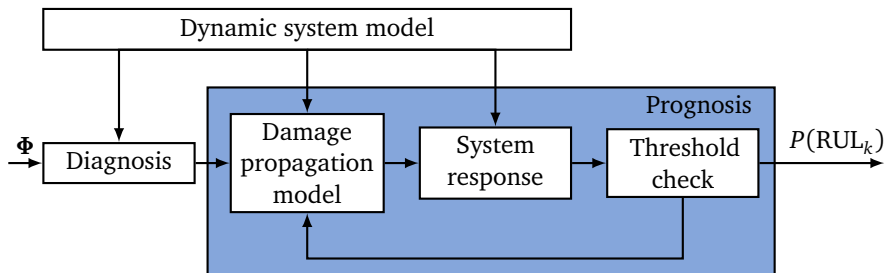 Dynamic system model
Prognosis
Φ
Diagnosis
Damage
propagation
model
System
response
Threshold
check
P(RULₖ)